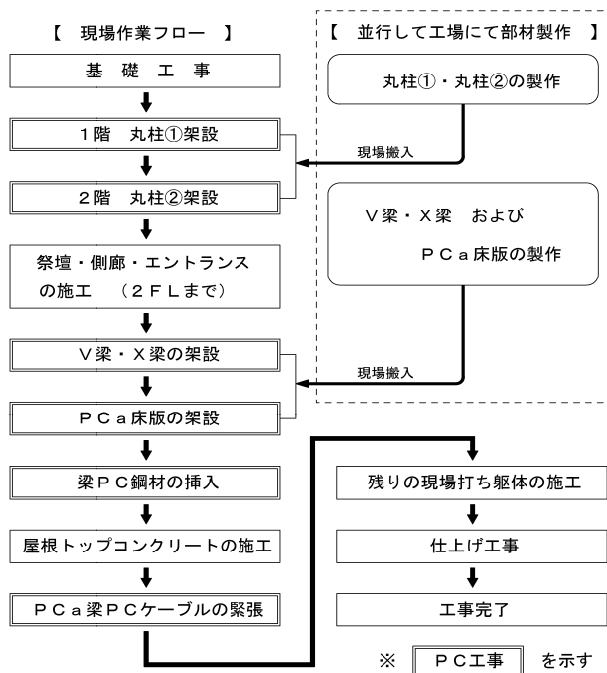 【　現場作業フロー　】
基　礎　工　事
1階　丸柱①架設
2階　丸柱②架設
祭壇・側廊・エントランス
の施工　（２ＦＬまで）
Ｖ梁・Ｘ梁の架設
ＰＣａ床版の架設
梁ＰＣ鋼材の挿入
屋根トップコンクリートの施工
ＰＣａ梁ＰＣケーブルの緊張
【　並行して工場にて部材製作　】
丸柱①・丸柱②の製作
現場搬入
Ｖ梁・Ｘ梁　および
ＰＣａ床版の製作
現場搬入
残りの現場打ち躯体の施工
仕上げ工事
工事完了
※　ＰＣ工事　を示す